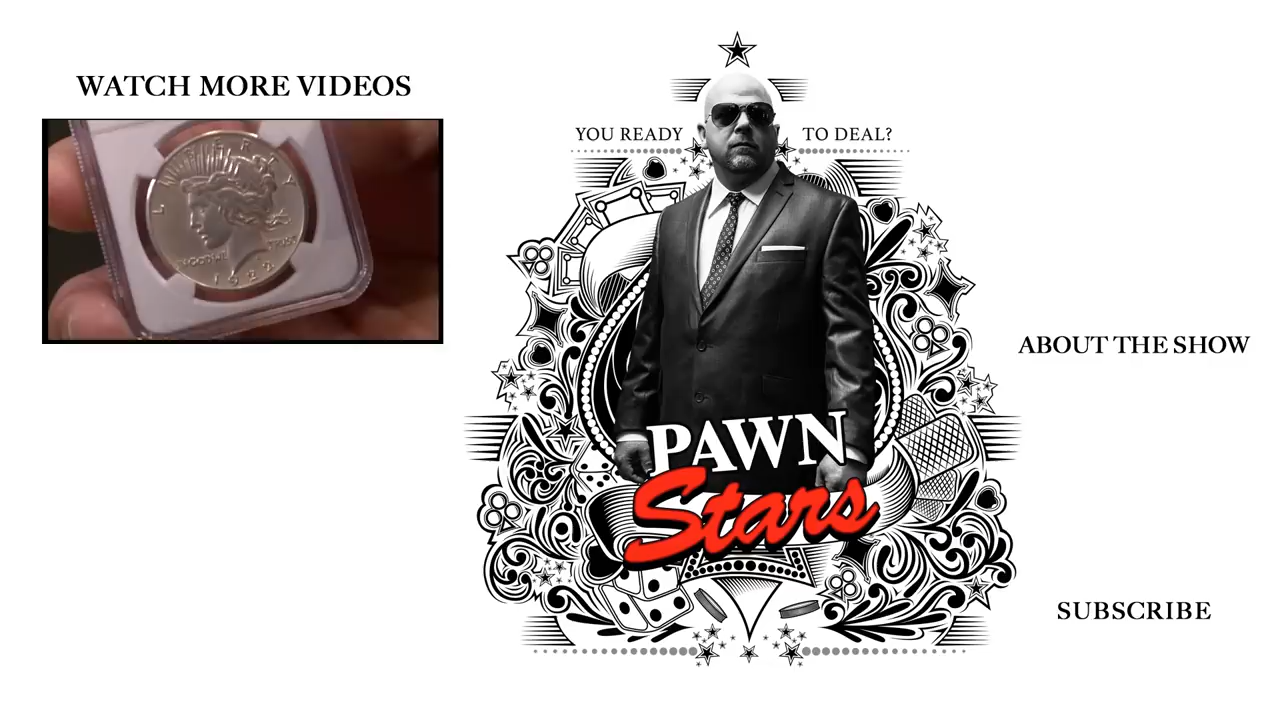 WATCH MORE VIDEOS
YOU READY TO DEAL?
PAWN
Stars
ABOUT THE SHOW
SUBSCRIBE